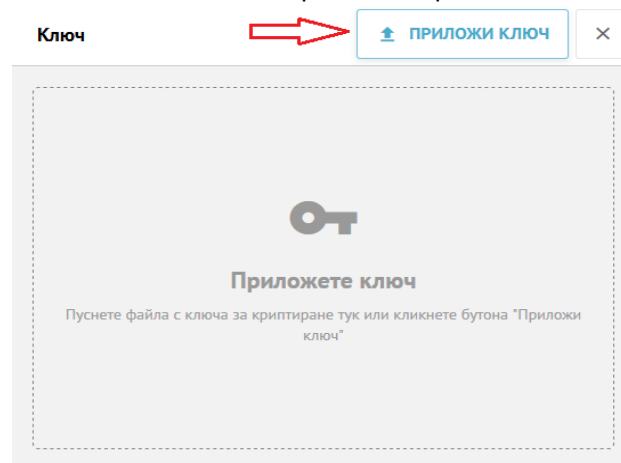 Ключ
ПРИЛОЖИ КЛЮЧ
Приложете ключ
Пуснете файла с ключа за криптиране тук или кликнете бутона "Приложи
ключ"